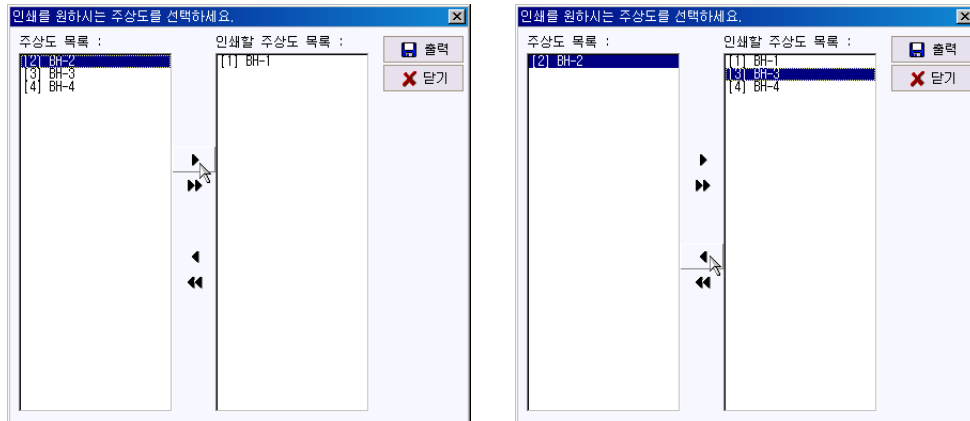 인쇄를 원하시는 주상도를 선택하세요.
주상도 목록 :
[2] BH-2
[3] BH-3
[4] BH-4
인쇄할 주상도 목록 :
[1] BH-1
출력
닫기
인쇄를 원하시는 주상도를 선택하세요.
주상도 목록 :
[2] BH-2
인쇄할 주상도 목록 :
[1] BH-1
[3] BH-3
[4] BH-4
출력
닫기